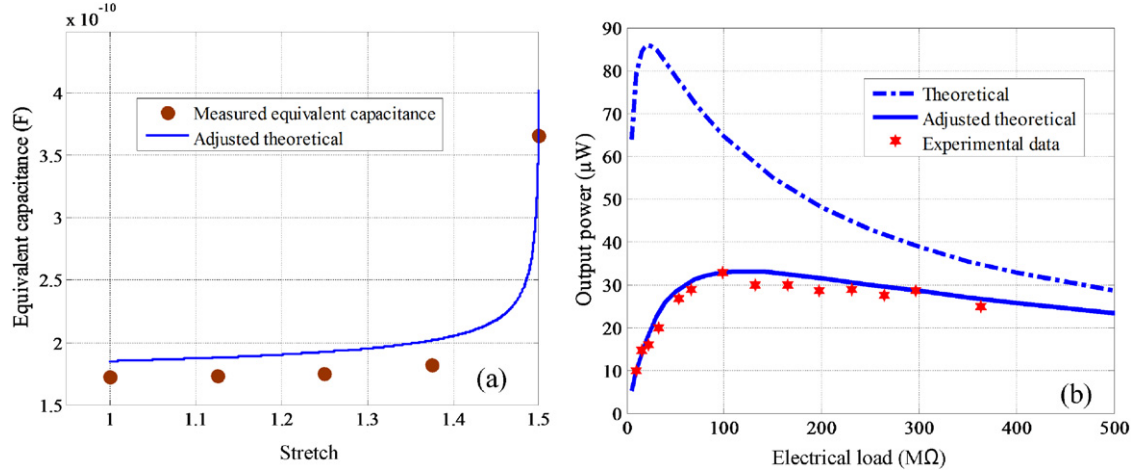 x 10⁻¹⁰
4
3.5
3
2.5
2
1.5
1
1.1
1.2
1.3
1.4
1.5
Equivalent capacitance (F)
Stretch
Measured equivalent capacitance
Adjusted theoretical
(a)
90
80
70
60
50
40
30
20
10
0
0
100
200
300
400
500
Output power (µW)
Electrical load (MΩ)
Theoretical
Adjusted theoretical
Experimental data
(b)